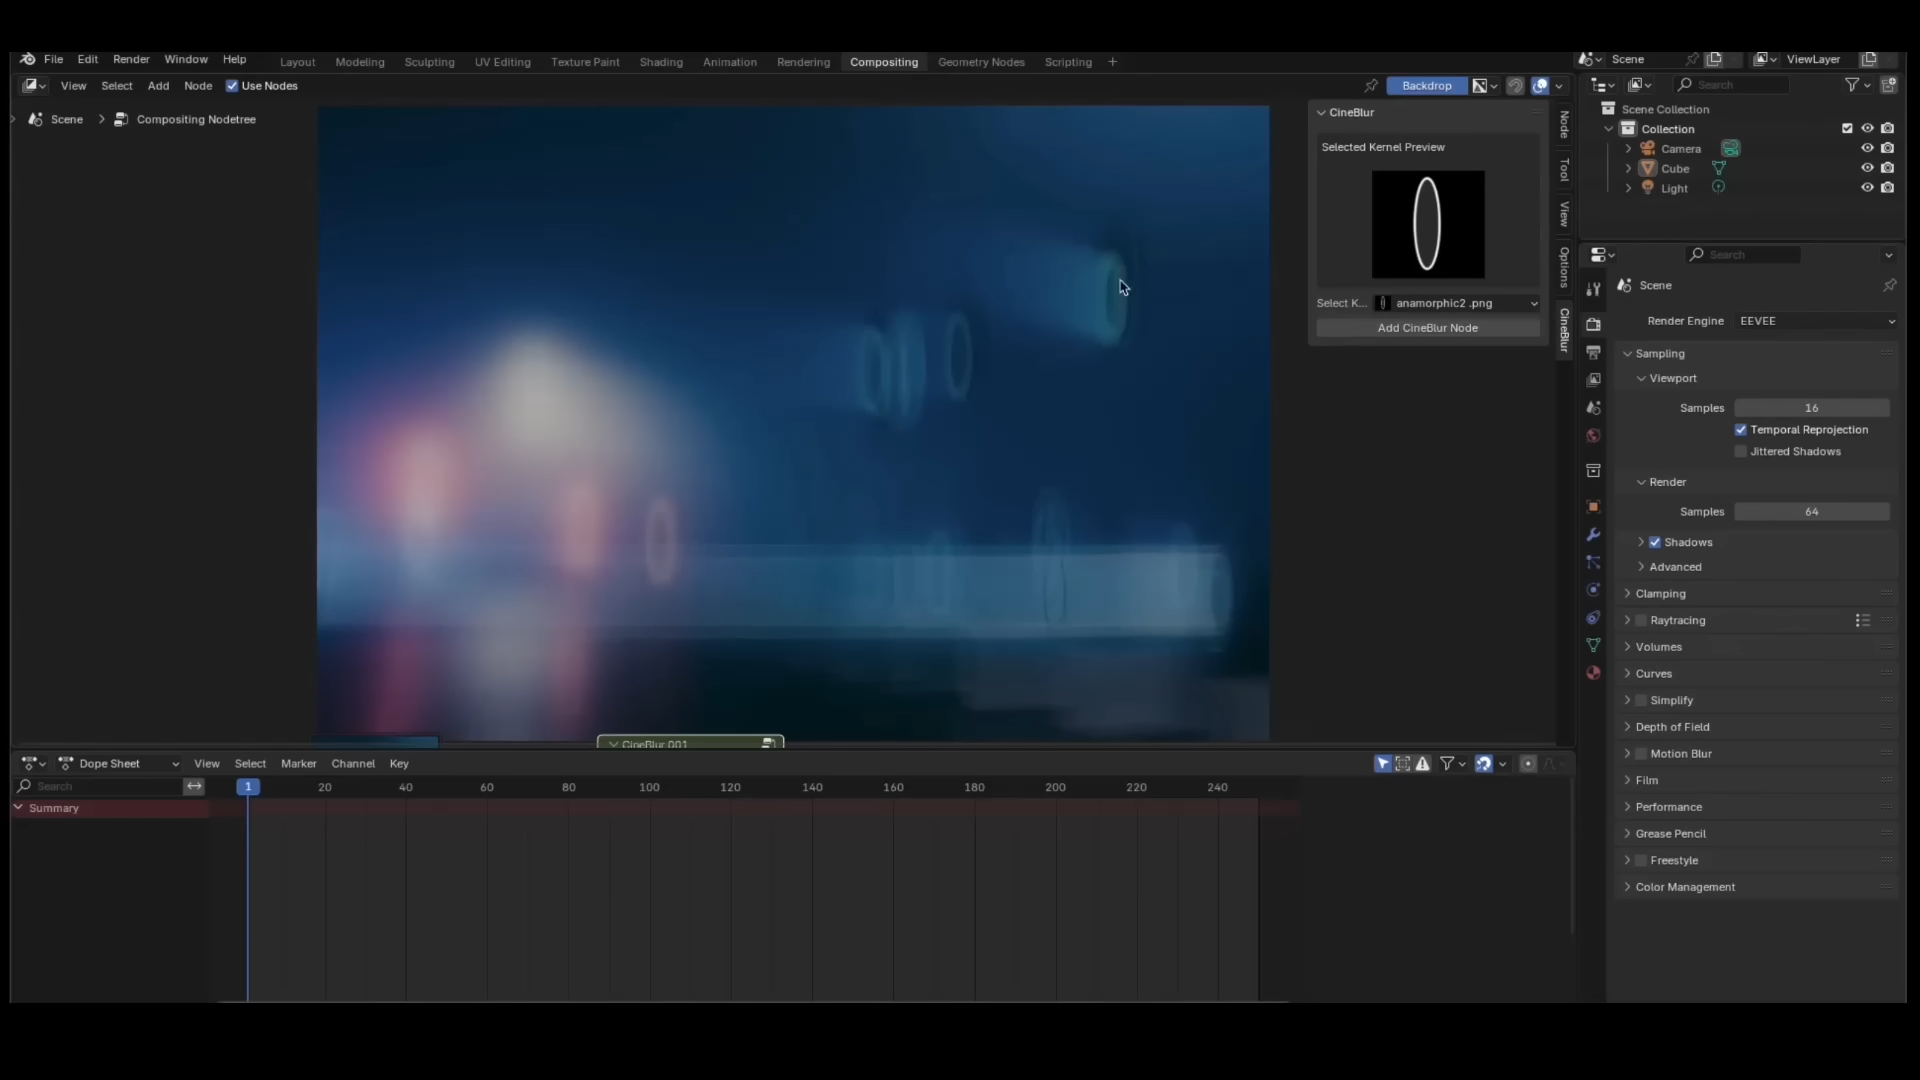 File Edit Render Window Help Layout Modeling Sculpting UV Editing Texture Paint Shading Animation Rendering Compositing Geometry Nodes Scripting + Scene ViewLayer
View Select Add Node Use Nodes Backdrop Search
Scene > Compositing Nodetree
CineBlur
Selected Kernel Preview
Select K... anamorphic2 .png
Add CineBlur Node
Node
Tool
View
Options
CineBlur
Scene Collection
Collection
Camera
Cube
Light
Search
Scene
Render Engine EEVEE
Sampling
Viewport
Samples 16
Temporal Reprojection
Jittered Shadows
Render
Samples 64
Shadows
Advanced
Clamping
Raytracing
Volumes
Curves
Simplify
Depth of Field
Motion Blur
Film
Performance
Grease Pencil
Freestyle
Color Management
CineBlur.001
Dope Sheet View Select Marker Channel Key
Search 1 20 40 60 80 100 120 140 160 180 200 220 240
Summary